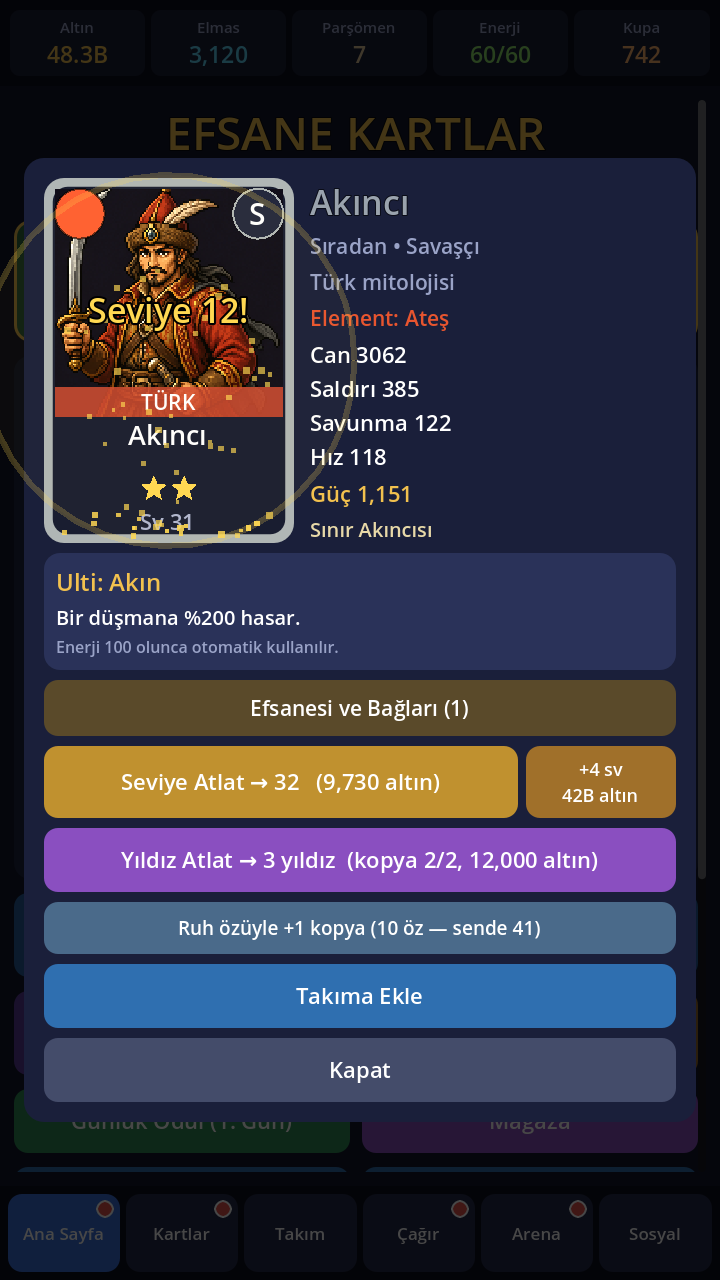 Altın
48.3B
Elmas
3,120
Parşömen
7
Enerji
60/60
Kupa
742
EFSANE KARTLAR
S
Seviye 12!
TÜRK
Akıncı
Sv 31
Akıncı
Sıradan • Savaşçı
Türk mitolojisi
Element: Ateş
Can 3062
Saldırı 385
Savunma 122
Hız 118
Güç 1,151
Sınır Akıncısı
Ulti: Akın
Bir düşmana %200 hasar.
Enerji 100 olunca otomatik kullanılır.
Efsanesi ve Bağları (1)
Seviye Atlat → 32 (9,730 altın)
+4 sv
42B altın
Yıldız Atlat → 3 yıldız (kopya 2/2, 12,000 altın)
Ruh özüyle +1 kopya (10 öz — sende 41)
Takıma Ekle
Kapat
Günlük Ödül (1. Gün)
Mağaza
Ana Sayfa
Kartlar
Takım
Çağır
Arena
Sosyal